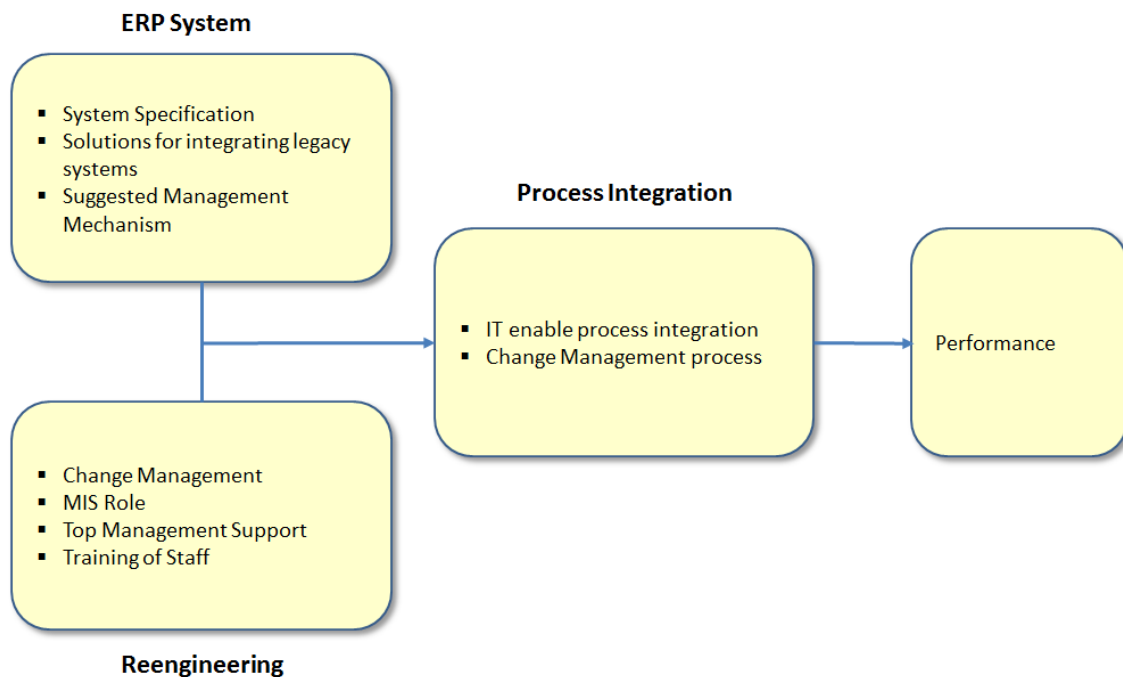 ERP System
▪ System Specification
▪ Solutions for integrating legacy
systems
▪ Suggested Management
Mechanism
Process Integration
▪ IT enable process integration
▪ Change Management process
Performance
▪ Change Management
▪ MIS Role
▪ Top Management Support
▪ Training of Staff
Reengineering